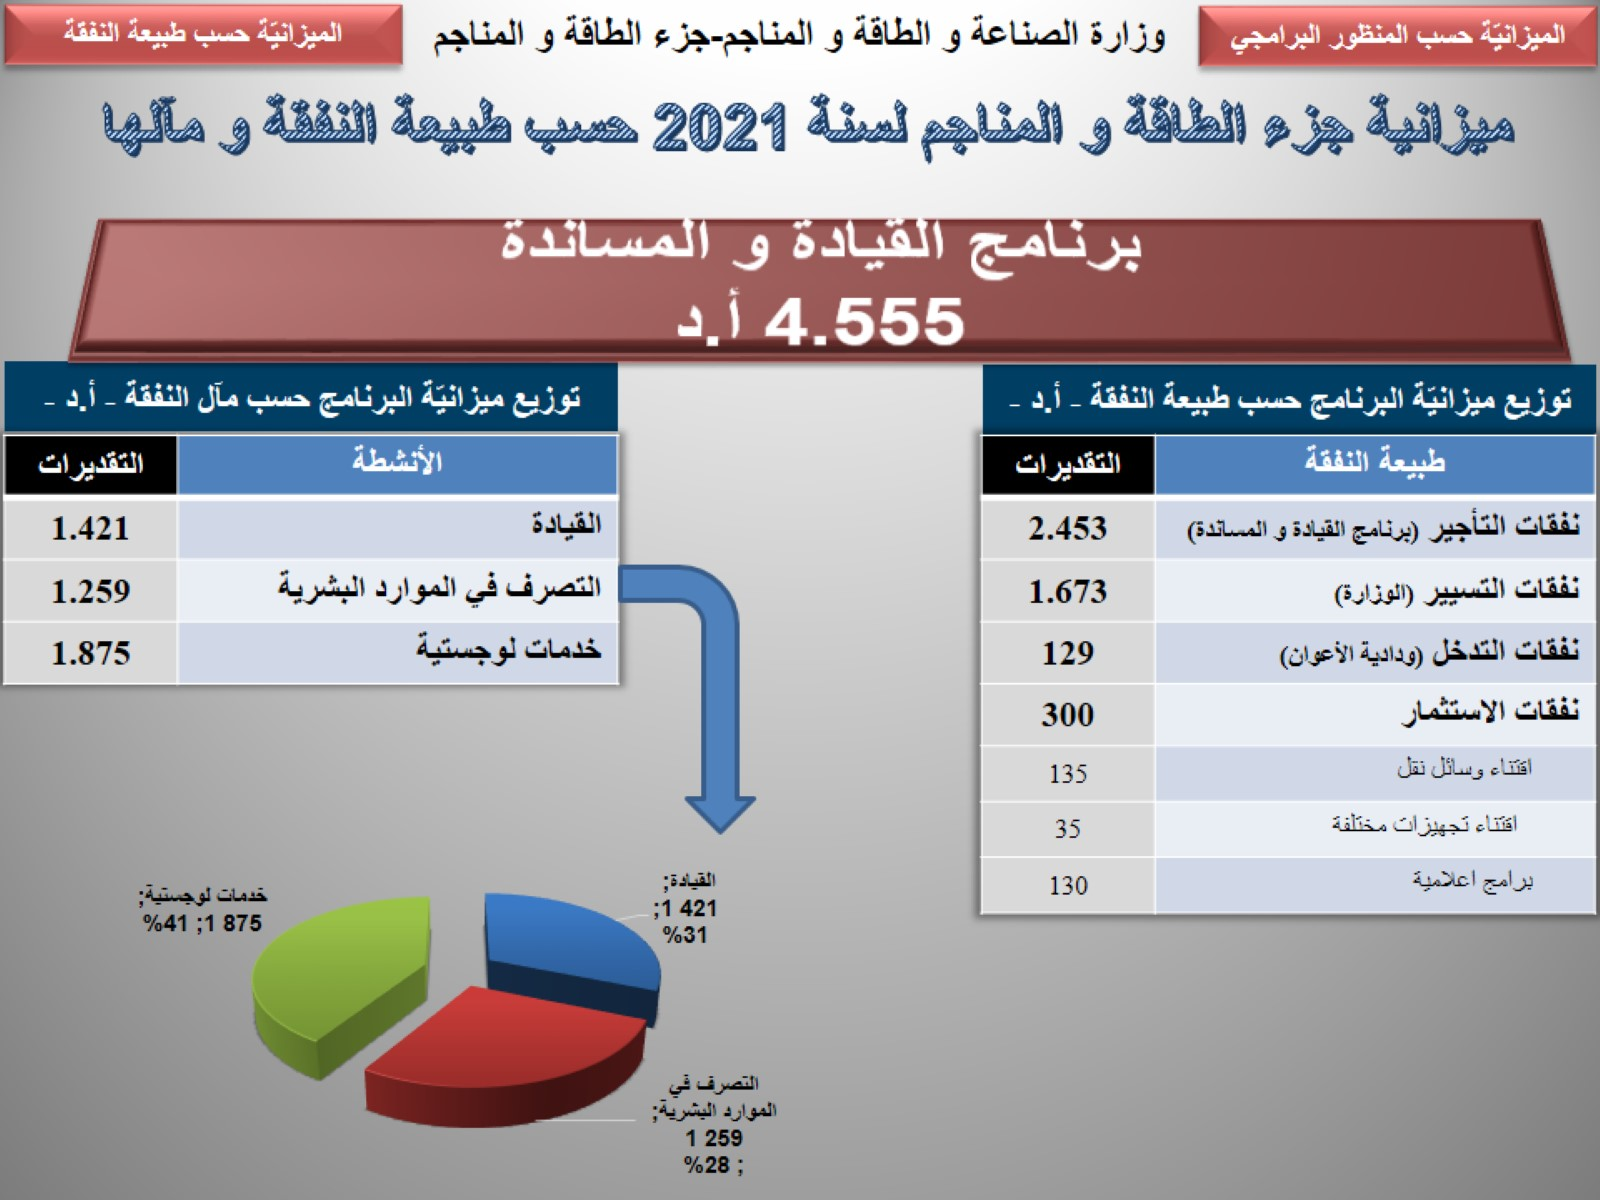 الميزانيّة حسب المنظور البرامجي
وزارة الصناعة و الطاقة و المناجم-جزء الطاقة و المناجم
الميزانيّة حسب طبيعة النفقة
ميزانية جزء الطاقة و المناجم لسنة 2021 حسب طبيعة النفقة و مآلها
برنامج القيادة و المساندة
4.555 أ.د
توزيع ميزانيّة البرنامج حسب طبيعة النفقة - أ.د -
طبيعة النفقة التقديرات
نفقات التأجير (برنامج القيادة و المساندة) 2.453
نفقات التسيير (الوزارة) 1.673
نفقات التدخل (ودادية الأعوان) 129
نفقات الاستثمار 300
اقتناء وسائل نقل 135
اقتناء تجهيزات مختلفة 35
برامج اعلامية 130
توزيع ميزانيّة البرنامج حسب مآل النفقة - أ.د -
الأنشطة التقديرات
القيادة 1.421
التصرف في الموارد البشرية 1.259
خدمات لوجستية 1.875
القيادة;
1 421;
31%
خدمات لوجستية;
1 875; 41%
التصرف في
الموارد البشرية;
1 259
; 28%